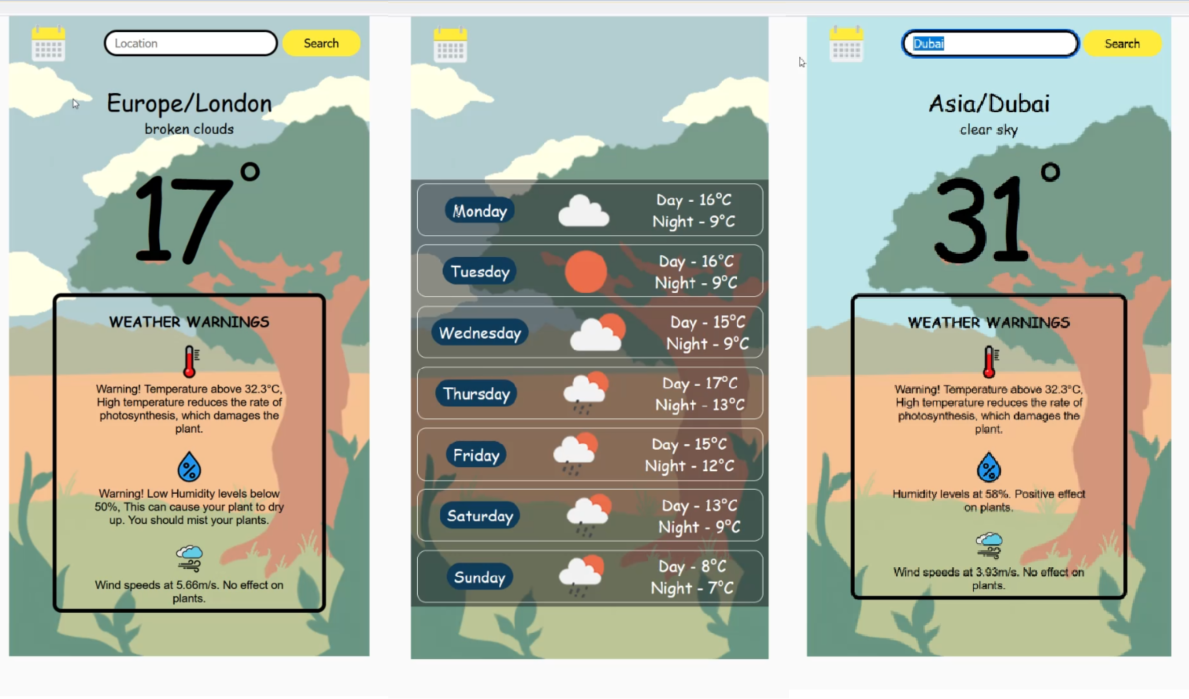 Location
Search
Europe/London
broken clouds
17°
WEATHER WARNINGS
Warning! Temperature above 32.3°C,
High temperature reduces the rate of
photosynthesis, which damages the
plant.
%
Warning! Low Humidity levels below
50%, This can cause your plant to dry
up. You should mist your plants.
Wind speeds at 5.66m/s. No effect on
plants.
Monday
Day - 16°C
Night - 9°C
Tuesday
Day - 16°C
Night - 9°C
Wednesday
Day - 15°C
Night - 9°C
Thursday
Day - 17°C
Night - 13°C
Friday
Day - 15°C
Night - 12°C
Saturday
Day - 13°C
Night - 9°C
Sunday
Day - 8°C
Night - 7°C
Dubai
Search
Asia/Dubai
clear sky
31°
WEATHER WARNINGS
Warning! Temperature above 32.3°C,
High temperature reduces the rate of
photosynthesis, which damages the
plant.
%
Humidity levels at 58%. Positive effect
on plants.
Wind speeds at 3.93m/s. No effect on
plants.